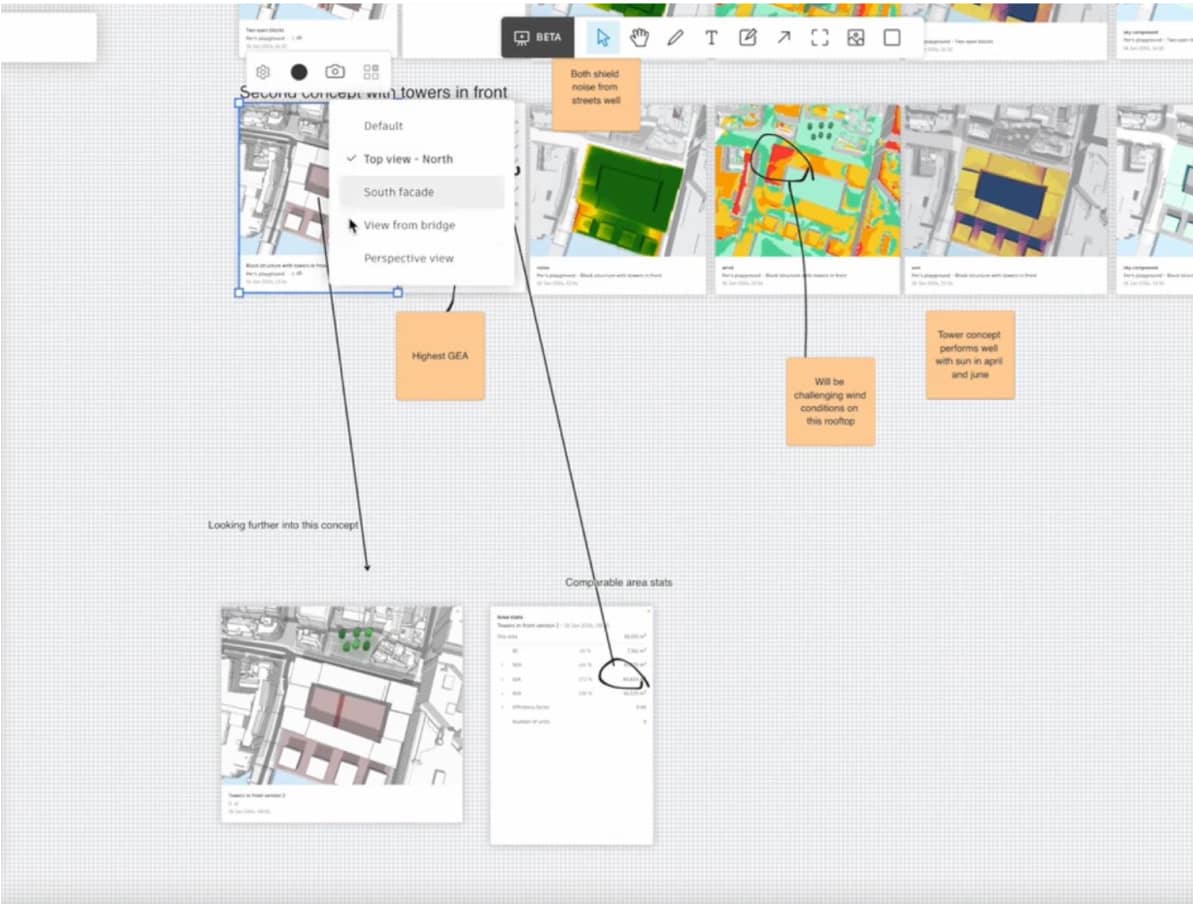 Two open blocks
Per's playground
BETA
Per's playground - Two open blocks
sky component
Both shield
noise from
streets well
Second concept with towers in front
Default
Top view - North
South facade
View from bridge
Perspective view
Block structure with towers in front
Per's playground
noise
Per's playground - Block structure with towers in front
wind
Per's playground - Block structure with towers in front
sun
Per's playground - Block structure with towers in front
sky component
Highest GEA
Will be
challenging wind
conditions on
this rooftop
Tower concept
performs well
with sun in april
and june
Looking further into this concept
Comparable area stats
Towers in front version 2
Area stats
Towers in front version 2
Site area
Efficiency factor
Number of units
0